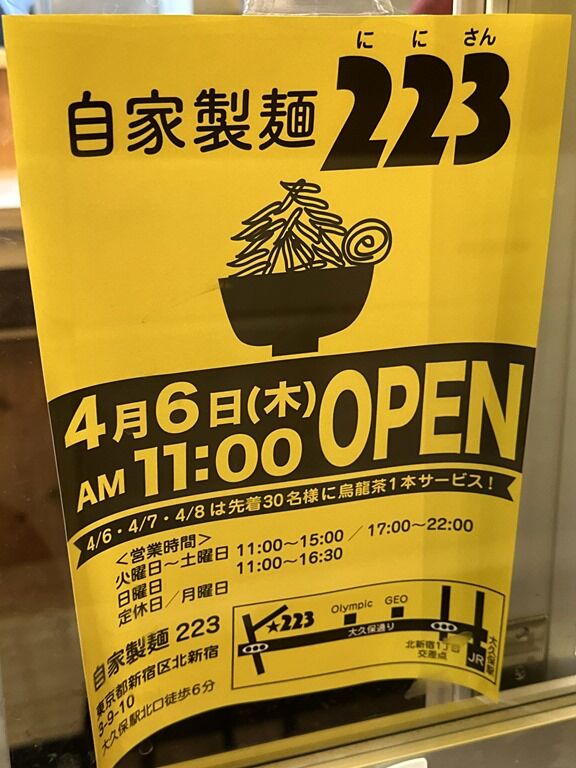 に に さん
自家製麺 223
4月6日(木) OPEN
AM 11:00
4/6・4/7・4/8は先着30名様に烏龍茶1本サービス！
＜営業時間＞
火曜日～土曜日 11:00～15:00 / 17:00～22:00
日曜日 11:00～16:30
定休日/月曜日
自家製麺 223
東京都新宿区北新宿
3-9-10
大久保駅北口徒歩6分
★223
Olympic GEO
大久保通り
北新宿1丁目
交差点
JR
大久保駅